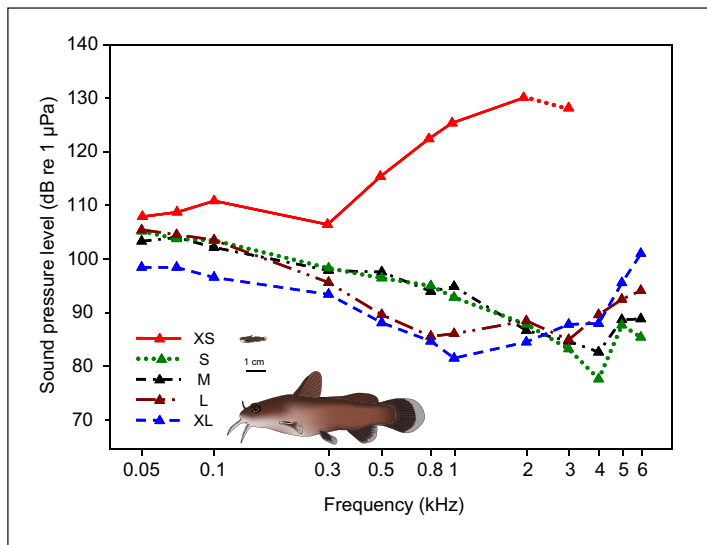 140
130
120
110
100
90
80
70
Sound pressure level (dB re 1 µPa)
XS
S
M
L
XL
1 cm
0.05 0.1 0.3 0.5 0.8 1 2 3 4 5 6
Frequency (kHz)